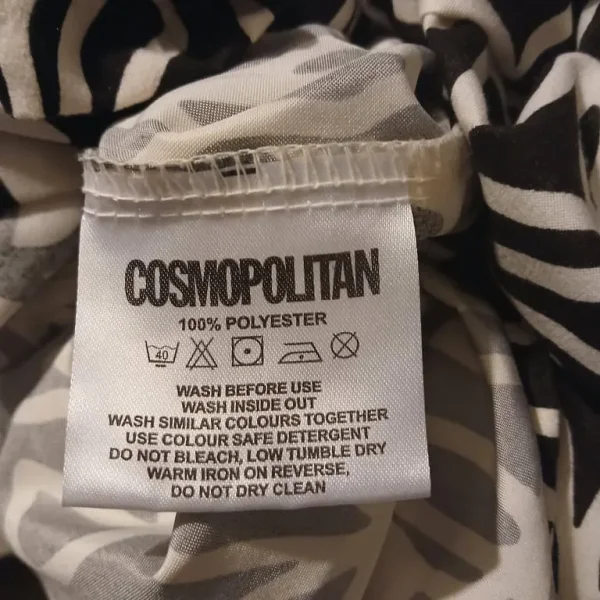 COSMOPOLITAN
100% POLYESTER
40
WASH BEFORE USE
WASH INSIDE OUT
WASH SIMILAR COLOURS TOGETHER
USE COLOUR SAFE DETERGENT
DO NOT BLEACH, LOW TUMBLE DRY
WARM IRON ON REVERSE,
DO NOT DRY CLEAN